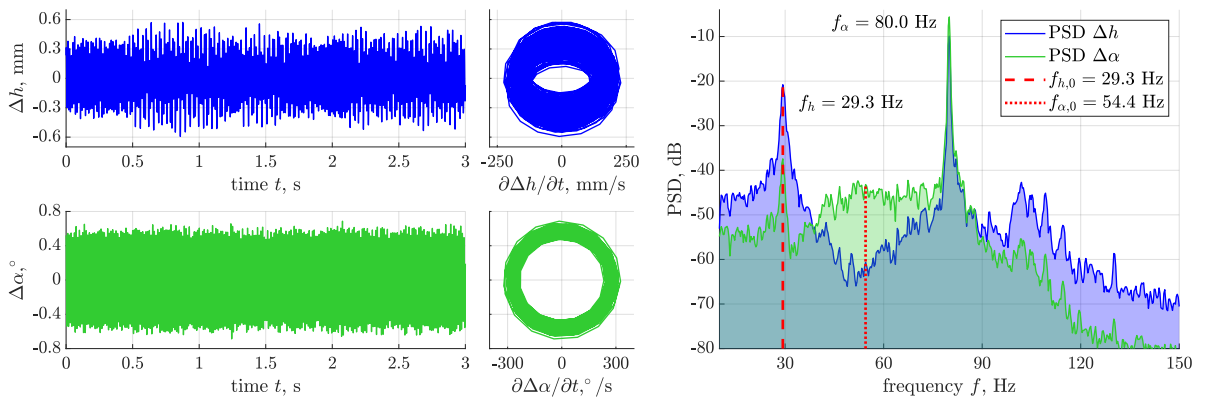 0.6
0.3
0
-0.3
-0.6
Δh, mm
0 0.5 1 1.5 2 2.5 3
time t, s
-250 0 250
∂Δh/∂t, mm/s
0.8
0.4
0
-0.4
-0.8
Δα,°
0 0.5 1 1.5 2 2.5 3
time t, s
-300 0 300
∂Δα/∂t,° /s
-10
-20
-30
-40
-50
-60
-70
-80
PSD, dB
f_α = 80.0 Hz
f_h = 29.3 Hz
PSD Δh
PSD Δα
f_{h,0} = 29.3 Hz
f_{α,0} = 54.4 Hz
30 60 90 120 150
frequency f, Hz